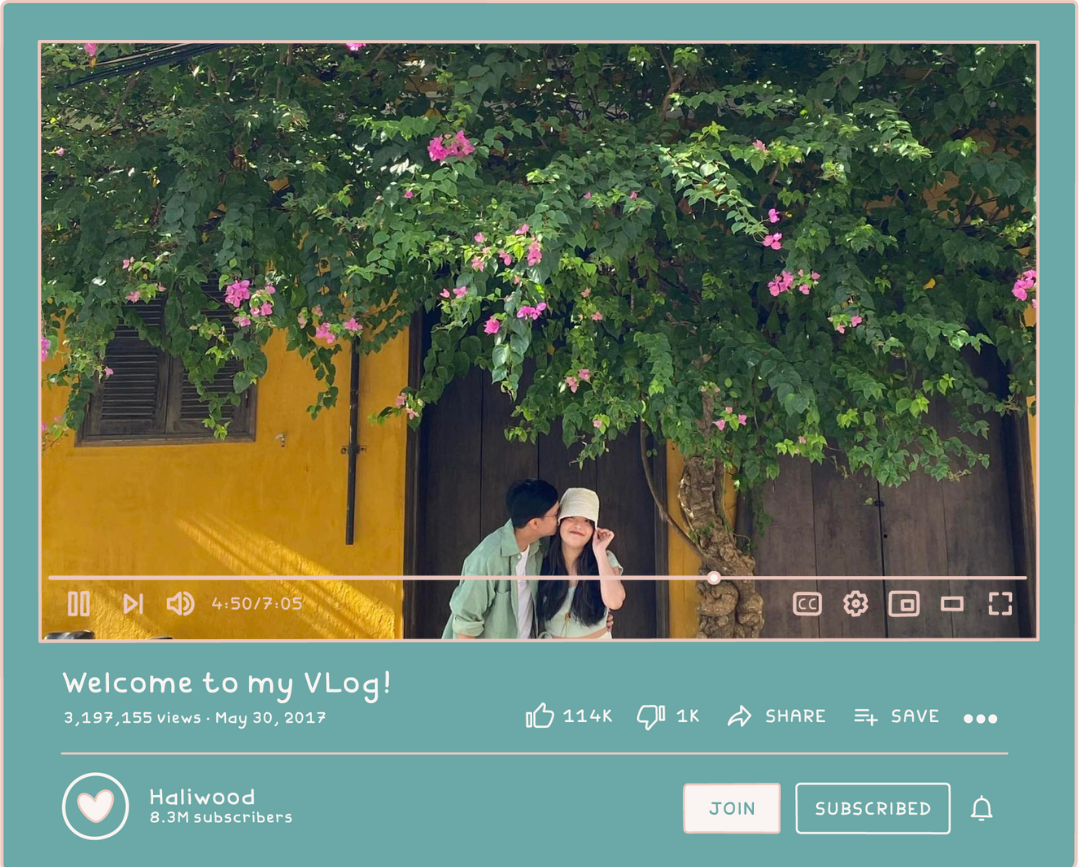 4:50/7:05
CC
Welcome to my VLog!
3,197,155 views · May 30, 2017
114K 1K SHARE SAVE
Haliwood
8.3M subscribers
JOIN SUBSCRIBED